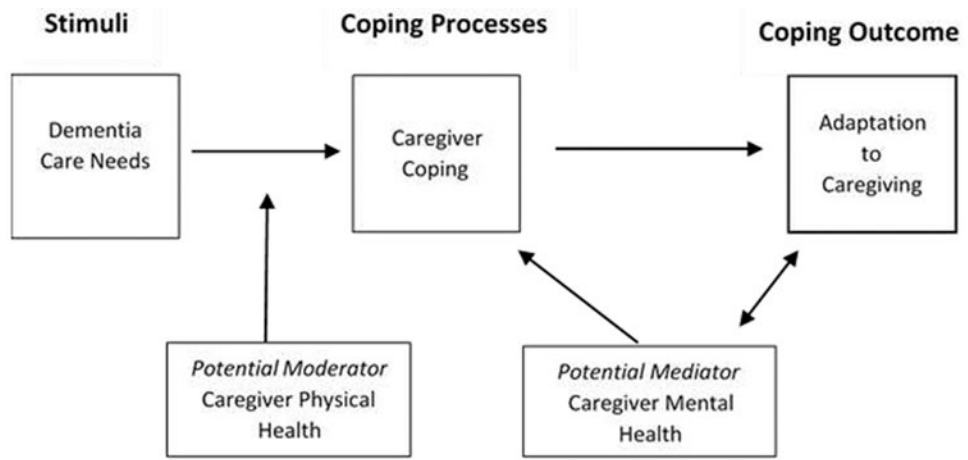 Stimuli
Coping Processes
Coping Outcome
Dementia
Care Needs
Caregiver
Coping
Adaptation
to
Caregiving
Potential Moderator
Caregiver Physical
Health
Potential Mediator
Caregiver Mental
Health